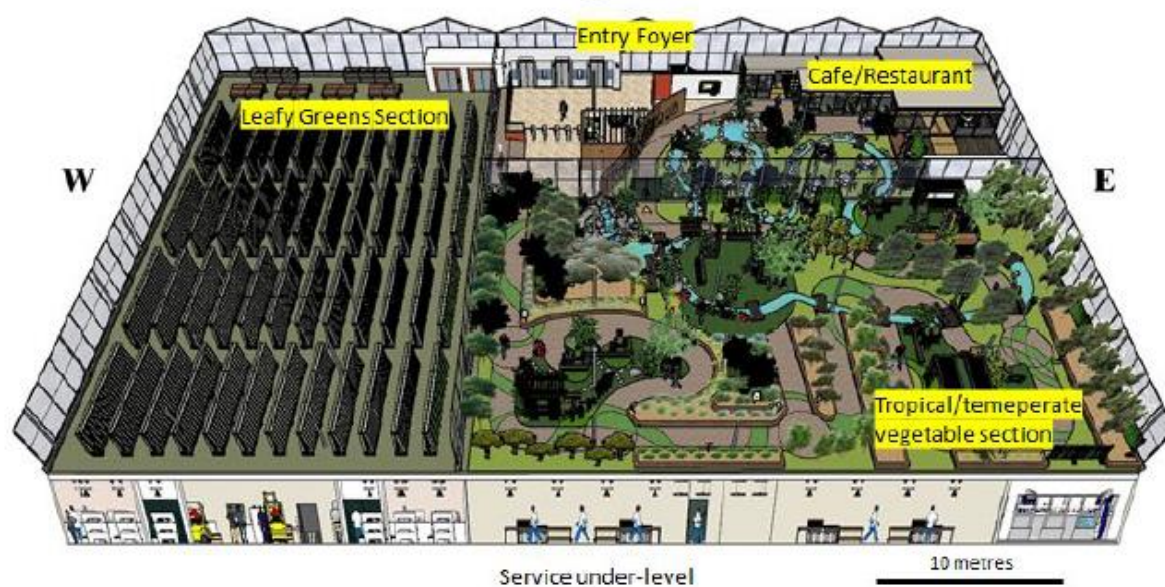 Entry Foyer
Cafe/Restaurant
Leafy Greens Section
W
E
Tropical/temeperate
vegetable section
Service under-level
10 metres